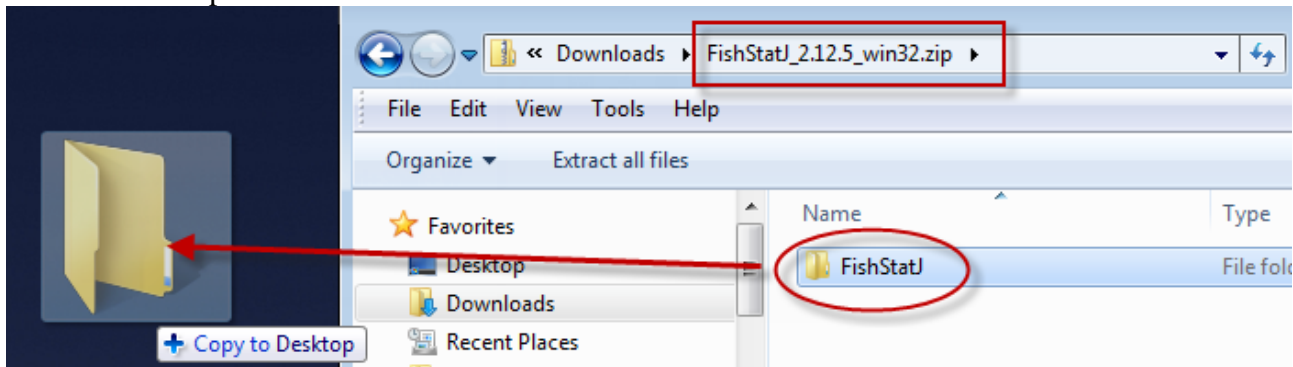 « Downloads FishStatJ_2.12.5_win32.zip
File Edit View Tools Help
Organize Extract all files
Favorites
Desktop
Downloads
Recent Places
Name Type
FishStatJ File fol
Copy to Desktop